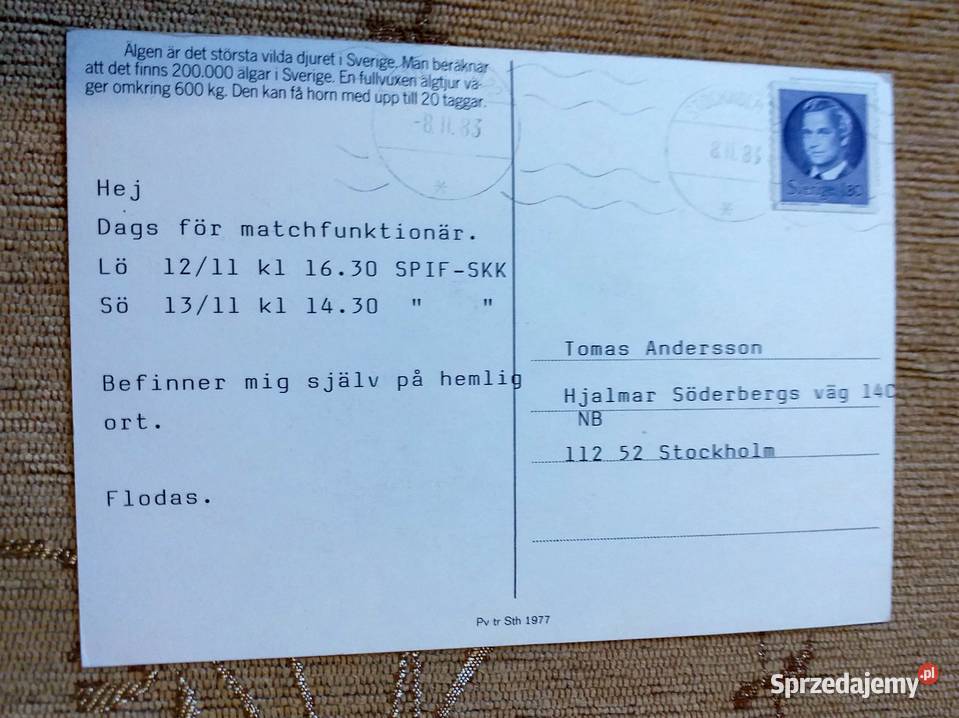 Älgen är det största vilda djuret i Sverige. Man beräknar
att det finns 200.000 älgar i Sverige. En fullvuxen älgtjur vä-
ger omkring 600 kg. Den kan få horn med upp till 20 taggar.
-8.11.83
8.11.83
Sverige 180
Hej
Dags för matchfunktionär.
Lö 12/11 kl 16.30 SPIF-SKK
Sö 13/11 kl 14.30 " "
Befinner mig själv på hemlig
ort.
Flodas.
Tomas Andersson
Hjalmar Söderbergs väg 14C
NB
112 52 Stockholm
Pv tr Sth 1977
Sprzedajemy.pl